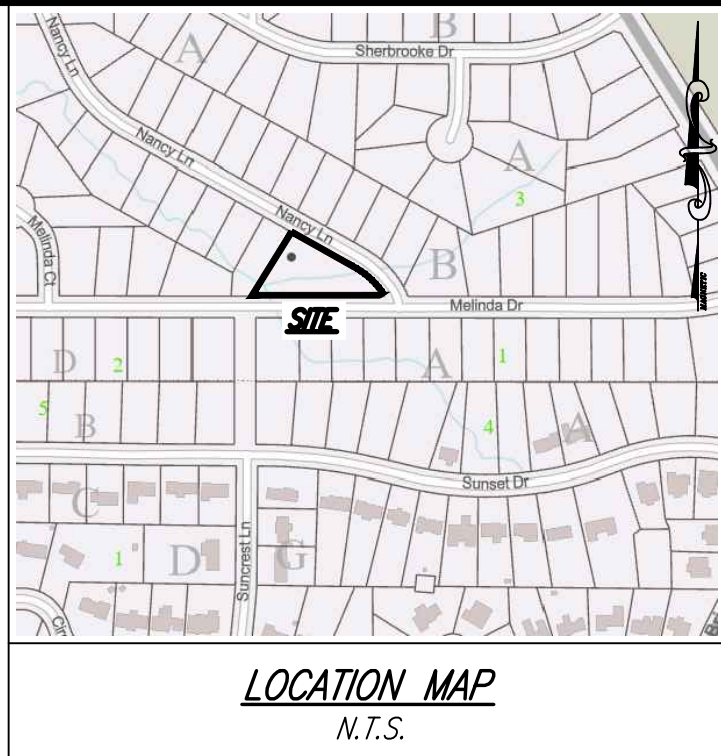 B
Sherbrooke Dr
Nancy Ln
A
Nancy Ln
A
3
Nancy Ln
Melinda Ct
B
MAGNETIC
Melinda Dr
SITE
D
2
A
1
5
B
4
A
Sunset Dr
C
Suncrest Ln
1
D
G
LOCATION MAP
N.T.S.